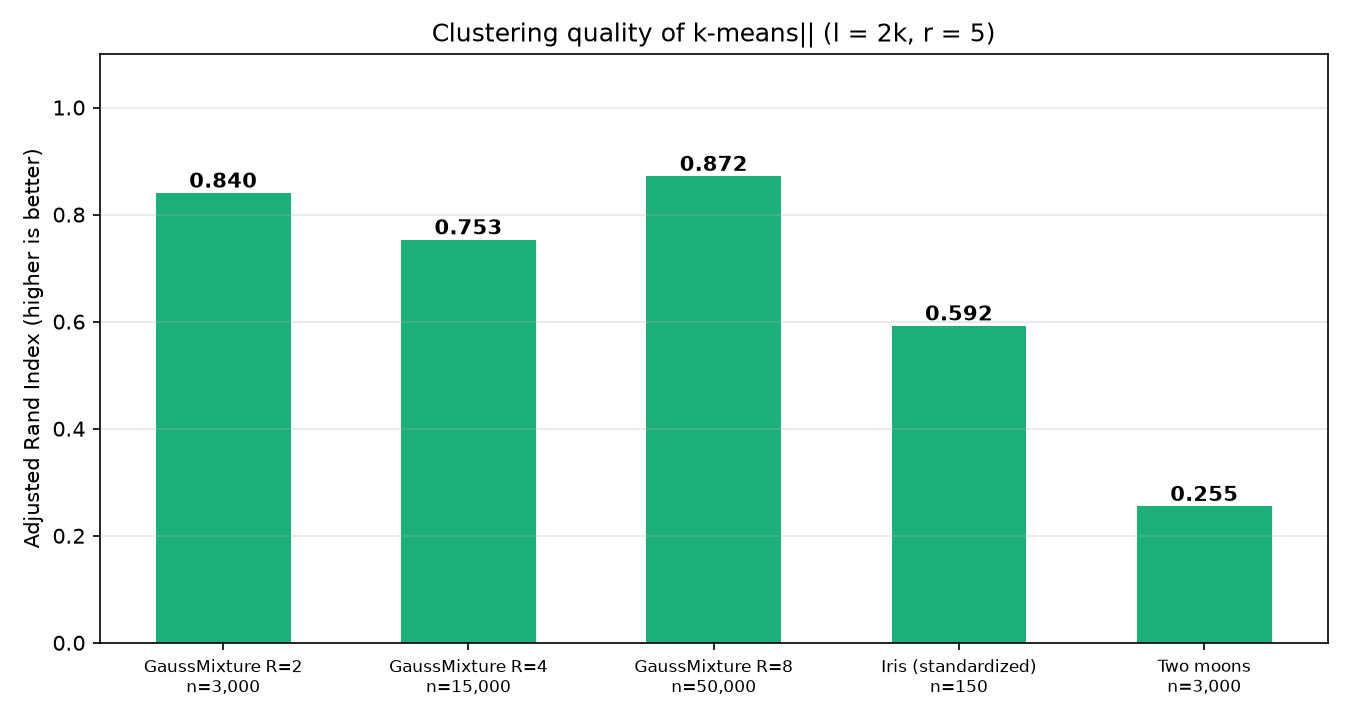 Clustering quality of k-means|| (l = 2k, r = 5)
Adjusted Rand Index (higher is better)
1.0
0.8
0.6
0.4
0.2
0.0
0.840
0.753
0.872
0.592
0.255
GaussMixture R=2
n=3,000
GaussMixture R=4
n=15,000
GaussMixture R=8
n=50,000
Iris (standardized)
n=150
Two moons
n=3,000